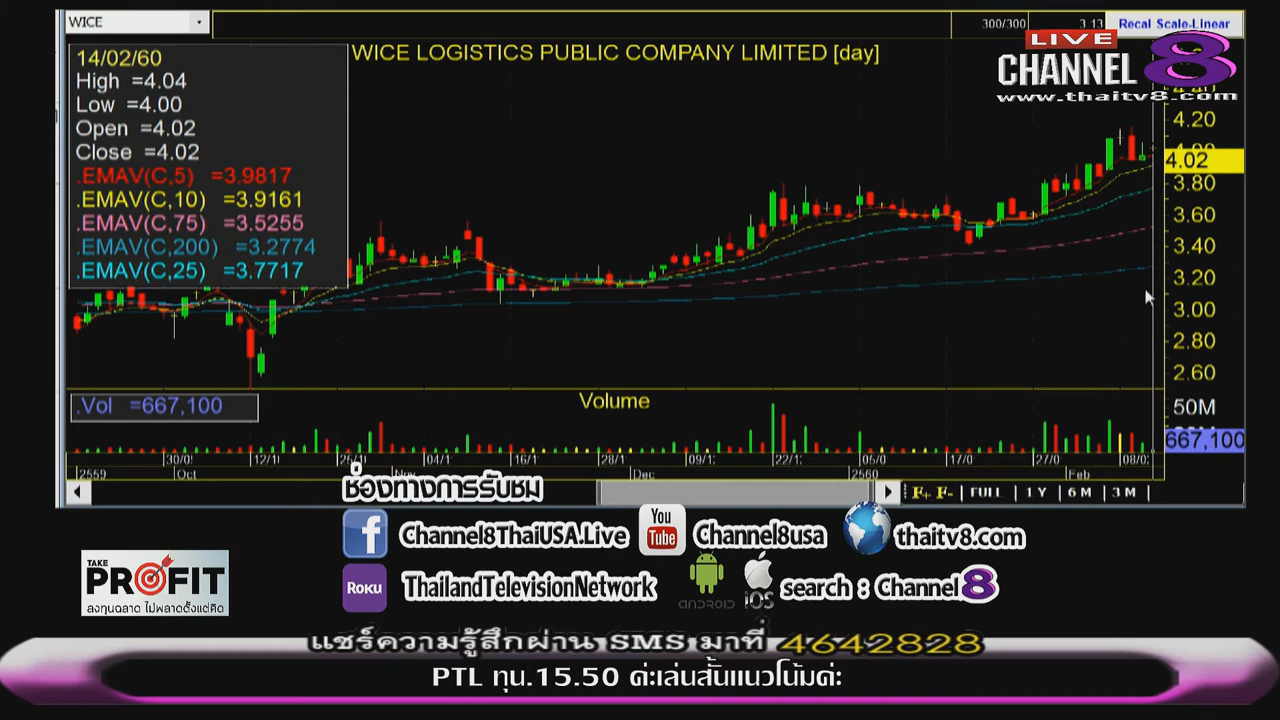 WICE
300/300
3.13
Recal Scale-Linear
LIVE
CHANNEL 8
www.thaitv8.com
WICE LOGISTICS PUBLIC COMPANY LIMITED [day]
14/02/60
High =4.04
Low =4.00
Open =4.02
Close =4.02
.EMAV(C,5) =3.9817
.EMAV(C,10) =3.9161
.EMAV(C,75) =3.5255
.EMAV(C,200) =3.2774
.EMAV(C,25) =3.7717
4.20
4.02
3.80
3.60
3.40
3.20
3.00
2.80
2.60
.Vol =667,100
Volume
50M
667,100
2559 Oct Nov Dec 2560 Feb
FULL 1 Y 6 M 3 M
ช่องทางการรับชม
Channel8ThaiUSA.Live
You Tube Channel8usa
thaitv8.com
TAKE PROFIT
ลงทุนฉลาด ไม่พลาดตั้งแต่คิด
ROKU ThailandTelevisionNetwork
ANDROID iOS search : Channel 8
แชร์ความรู้สึกผ่าน SMS มาที่ 4642828
PTL ทุน.15.50 ค่ะเล่นสั้นแนวโน้มค่ะ